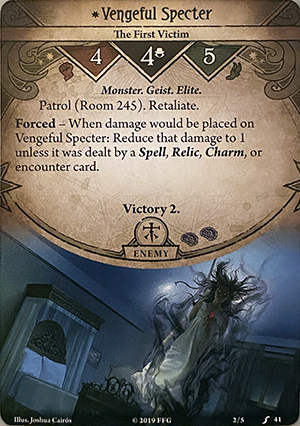 *Vengeful Specter
The First Victim
4 4 5
Monster. Geist. Elite.
Patrol (Room 245). Retaliate.
Forced – When damage would be placed on
Vengeful Specter: Reduce that damage to 1
unless it was dealt by a Spell, Relic, Charm, or
encounter card.
Victory 2.
ENEMY
Illus. Joshua Cairós © 2019 FFG 2/5 41